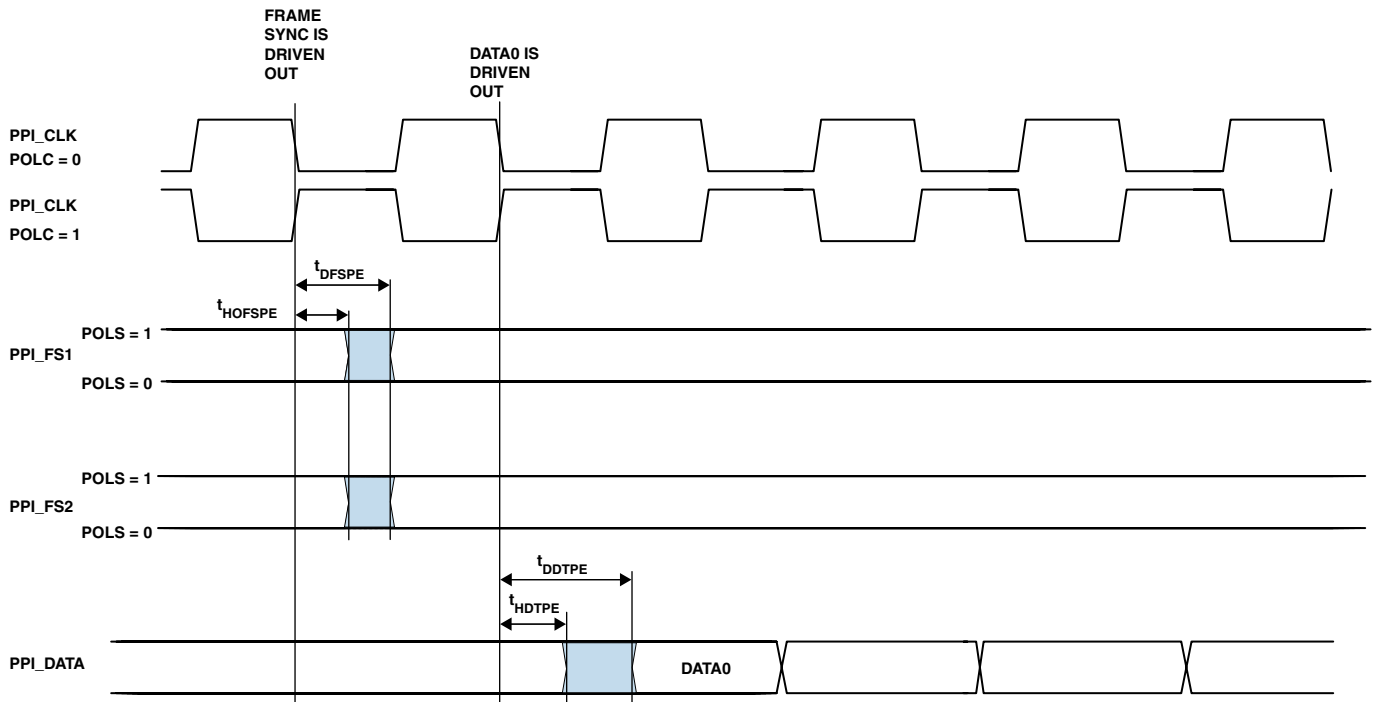 FRAME
SYNC IS
DRIVEN
OUT
DATA0 IS
DRIVEN
OUT
PPI_CLK
POLC = 0
PPI_CLK
POLC = 1
tDFSPE
tHOFSPE
POLS = 1
PPI_FS1
POLS = 0
POLS = 1
PPI_FS2
POLS = 0
tDDTPE
tHDTPE
PPI_DATA
DATA0